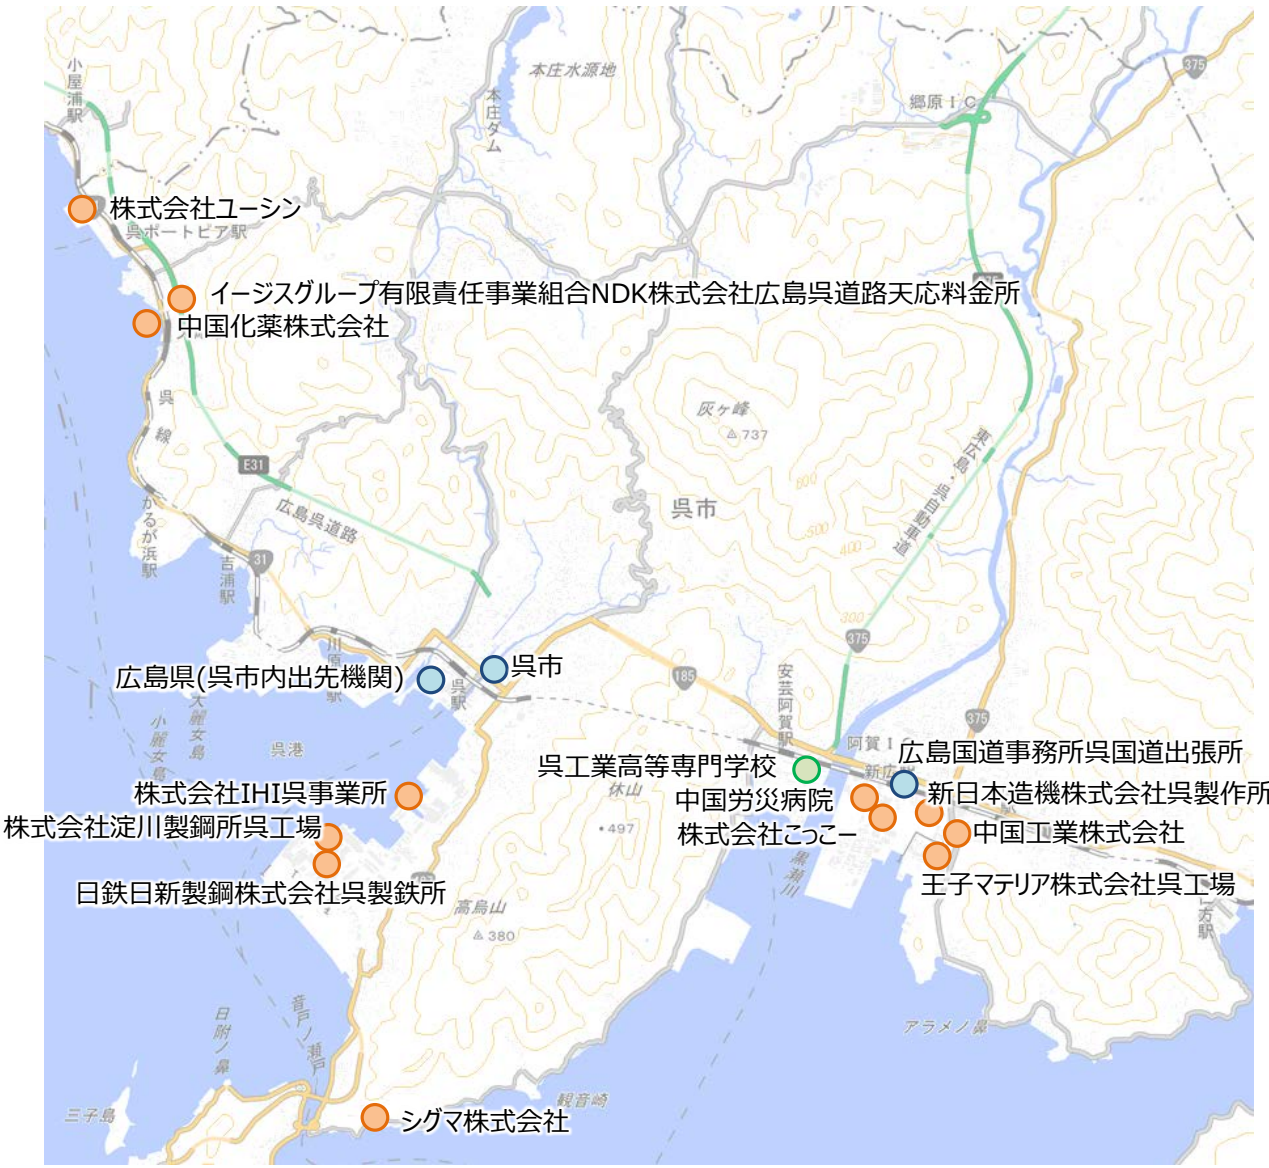 小屋浦駅
本庄水源地
本庄ダム
375
郷原IC
株式会社ユーシン
呉ポートピア駅
イージスグループ有限責任事業組合NDK株式会社広島呉道路天応料金所
中国化薬株式会社
呉線
灰ヶ峰
737
E31
東広島・呉自動車道
600
500
400
300
呉市
広島呉道路
かるが浜駅
吉浦駅
31
375
広島県(呉市内出先機関)
呉市
呉駅
185
安芸阿賀駅
375
大麗女島
小麗女島
呉港
阿賀IC
新広駅
広島国道事務所呉国道出張所
呉工業高等専門学校
休山
497
中国労災病院
新日本造機株式会社呉製作所
株式会社IHI呉事業所
株式会社淀川製鋼所呉工場
株式会社こっこー
中国工業株式会社
黒瀬川
日鉄日新製鋼株式会社呉製鉄所
王子マテリア株式会社呉工場
仁方駅
高烏山
380
音戸ノ瀬戸
日附ノ鼻
アラメノ鼻
三子島
観音崎
シグマ株式会社